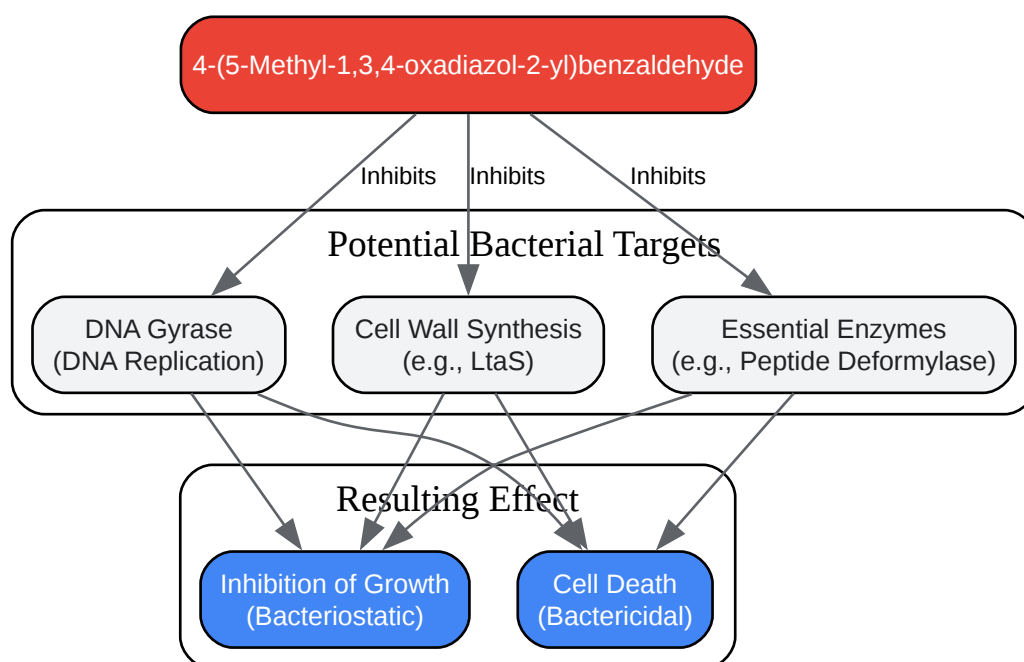 4-(5-Methyl-1,3,4-oxadiazol-2-yl)benzaldehyde
Inhibits
Inhibits
Inhibits
Potential Bacterial Targets
DNA Gyrase
(DNA Replication)
Cell Wall Synthesis
(e.g., LtaS)
Essential Enzymes
(e.g., Peptide Deformylase)
Resulting Effect
Inhibition of Growth
(Bacteriostatic)
Cell Death
(Bactericidal)